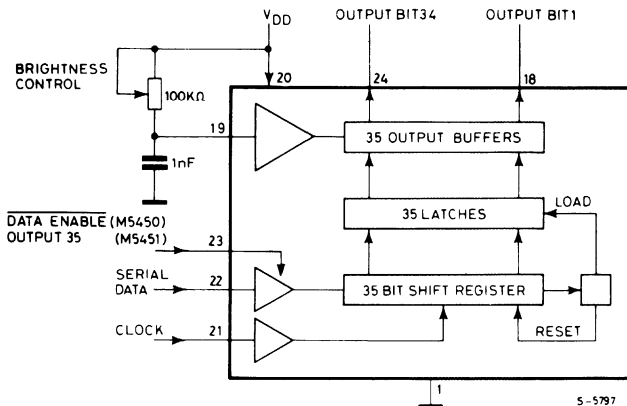 VDD
OUTPUT BIT34
OUTPUT BIT1
BRIGHTNESS
CONTROL
20
24
18
100KΩ
19
35 OUTPUT BUFFERS
1nF
DATA ENABLE (M5450)
OUTPUT 35 (M5451)
35 LATCHES
LOAD
23
SERIAL
DATA
22
35 BIT SHIFT REGISTER
CLOCK
21
RESET
1
S-5797